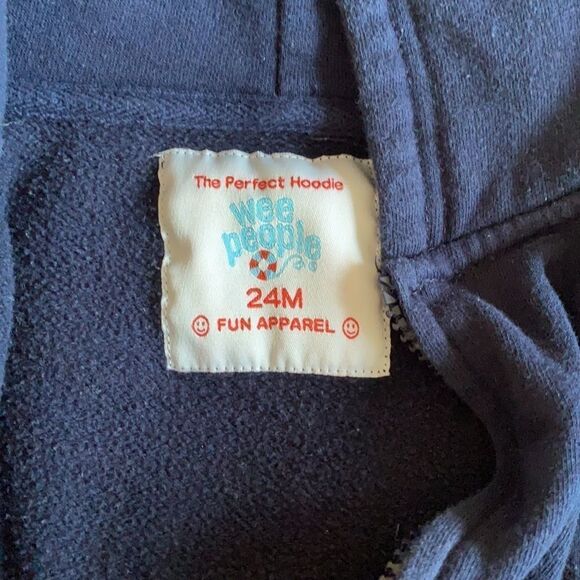 The Perfect Hoodie
wee
people
24M
FUN APPAREL